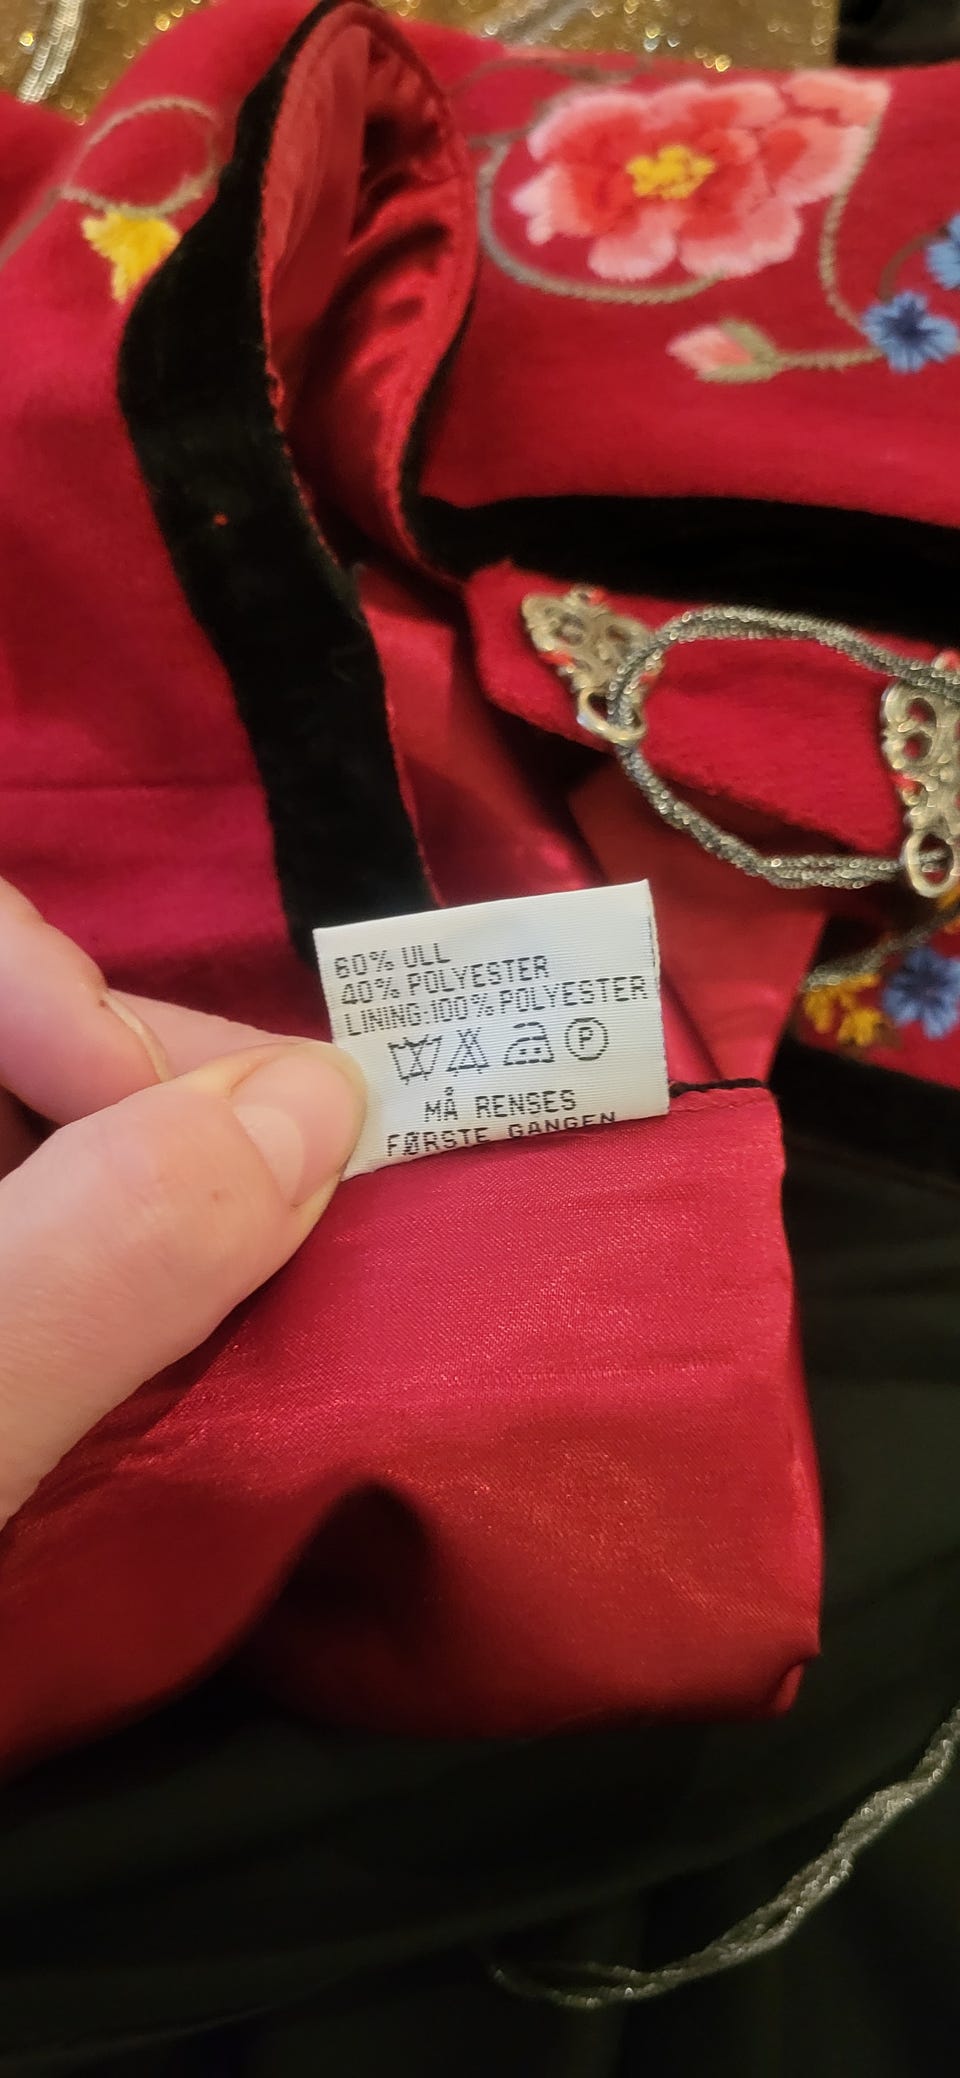 60% ULL
40% POLYESTER
LINING:100% POLYESTER
P
MÅ RENSES
FØRSTE GANGEN